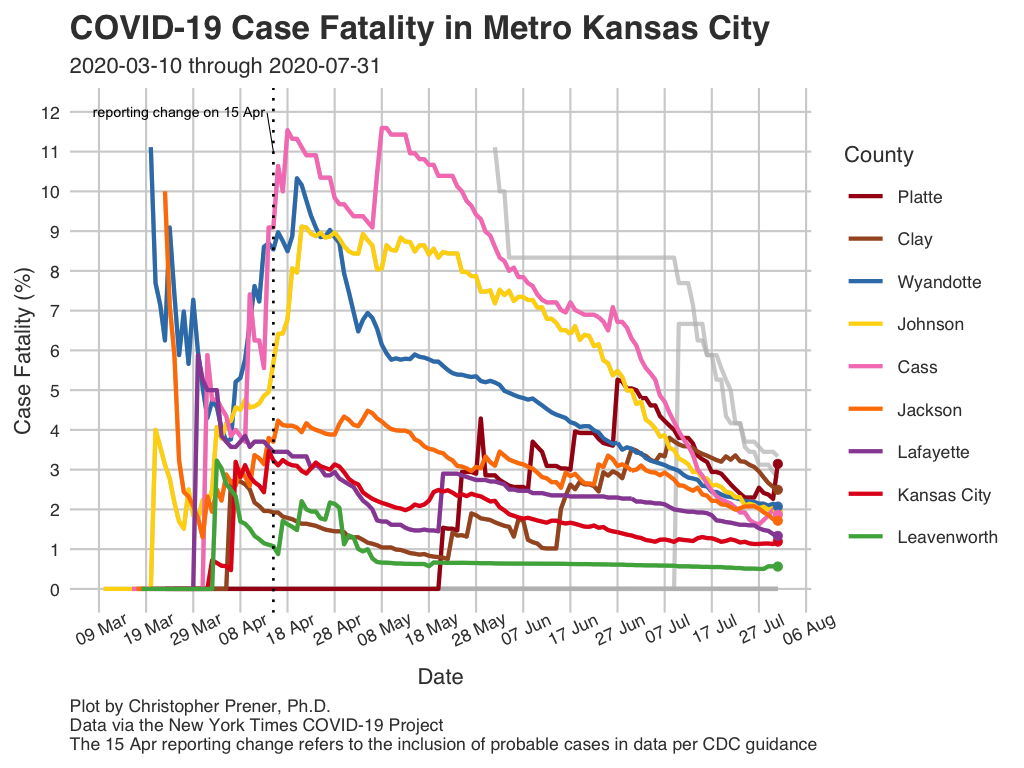 COVID-19 Case Fatality in Metro Kansas City
2020-03-10 through 2020-07-31
reporting change on 15 Apr
Case Fatality (%)
12
11
10
9
8
7
6
5
4
3
2
1
0
09 Mar
19 Mar
29 Mar
08 Apr
18 Apr
28 Apr
08 May
18 May
28 May
07 Jun
17 Jun
27 Jun
07 Jul
17 Jul
27 Jul
06 Aug
Date
County
Platte
Clay
Wyandotte
Johnson
Cass
Jackson
Lafayette
Kansas City
Leavenworth
Plot by Christopher Prener, Ph.D.
Data via the New York Times COVID-19 Project
The 15 Apr reporting change refers to the inclusion of probable cases in data per CDC guidance